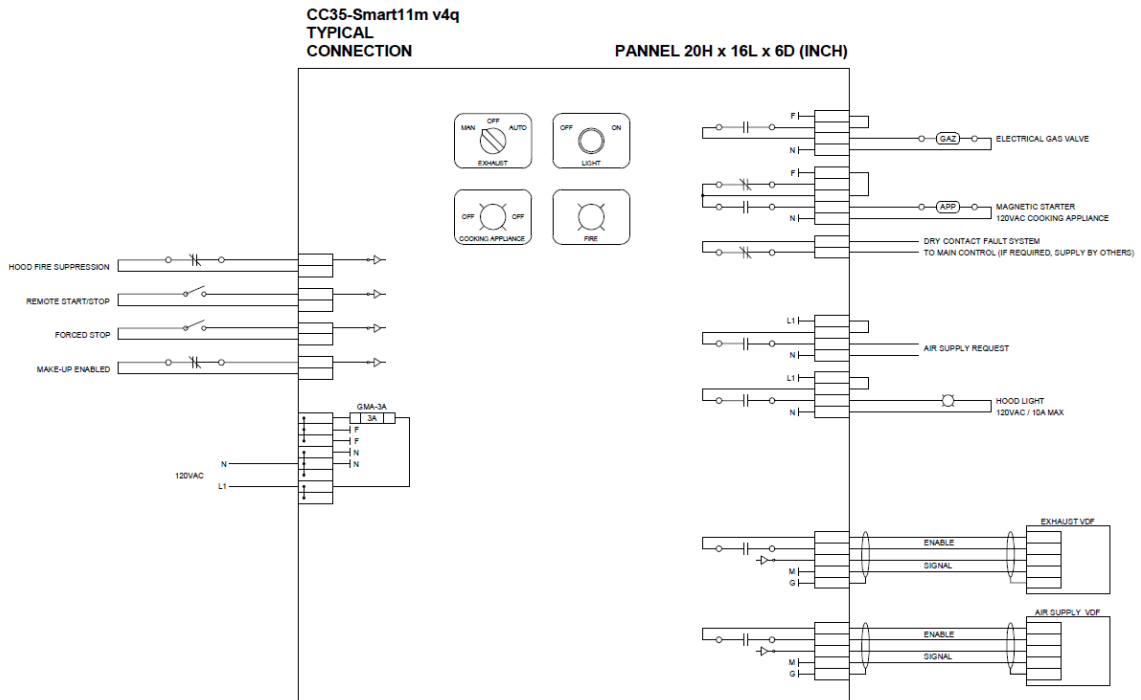 CC35-Smart11m v4q
TYPICAL
CONNECTION
PANNEL 20H x 16L x 6D (INCH)
MAN OFF AUTO
EXHAUST
OFF ON
LIGHT
OFF OFF
COOKING APPLIANCE
FIRE
HOOD FIRE SUPPRESSION
REMOTE START/STOP
FORCED STOP
MAKE-UP ENABLED
GMA-3A
3A
F
F
N
N
120VAC
N
L1
F
N
GAZ
ELECTRICAL GAS VALVE
F
N
APP
MAGNETIC STARTER
120VAC COOKING APPLIANCE
DRY CONTACT FAULT SYSTEM
TO MAIN CONTROL (IF REQUIRED, SUPPLY BY OTHERS)
L1
N
AIR SUPPLY REQUEST
L1
N
HOOD LIGHT
120VAC / 10A MAX
EXHAUST VDF
ENABLE
SIGNAL
M
G
AIR SUPPLY VDF
ENABLE
SIGNAL
M
G